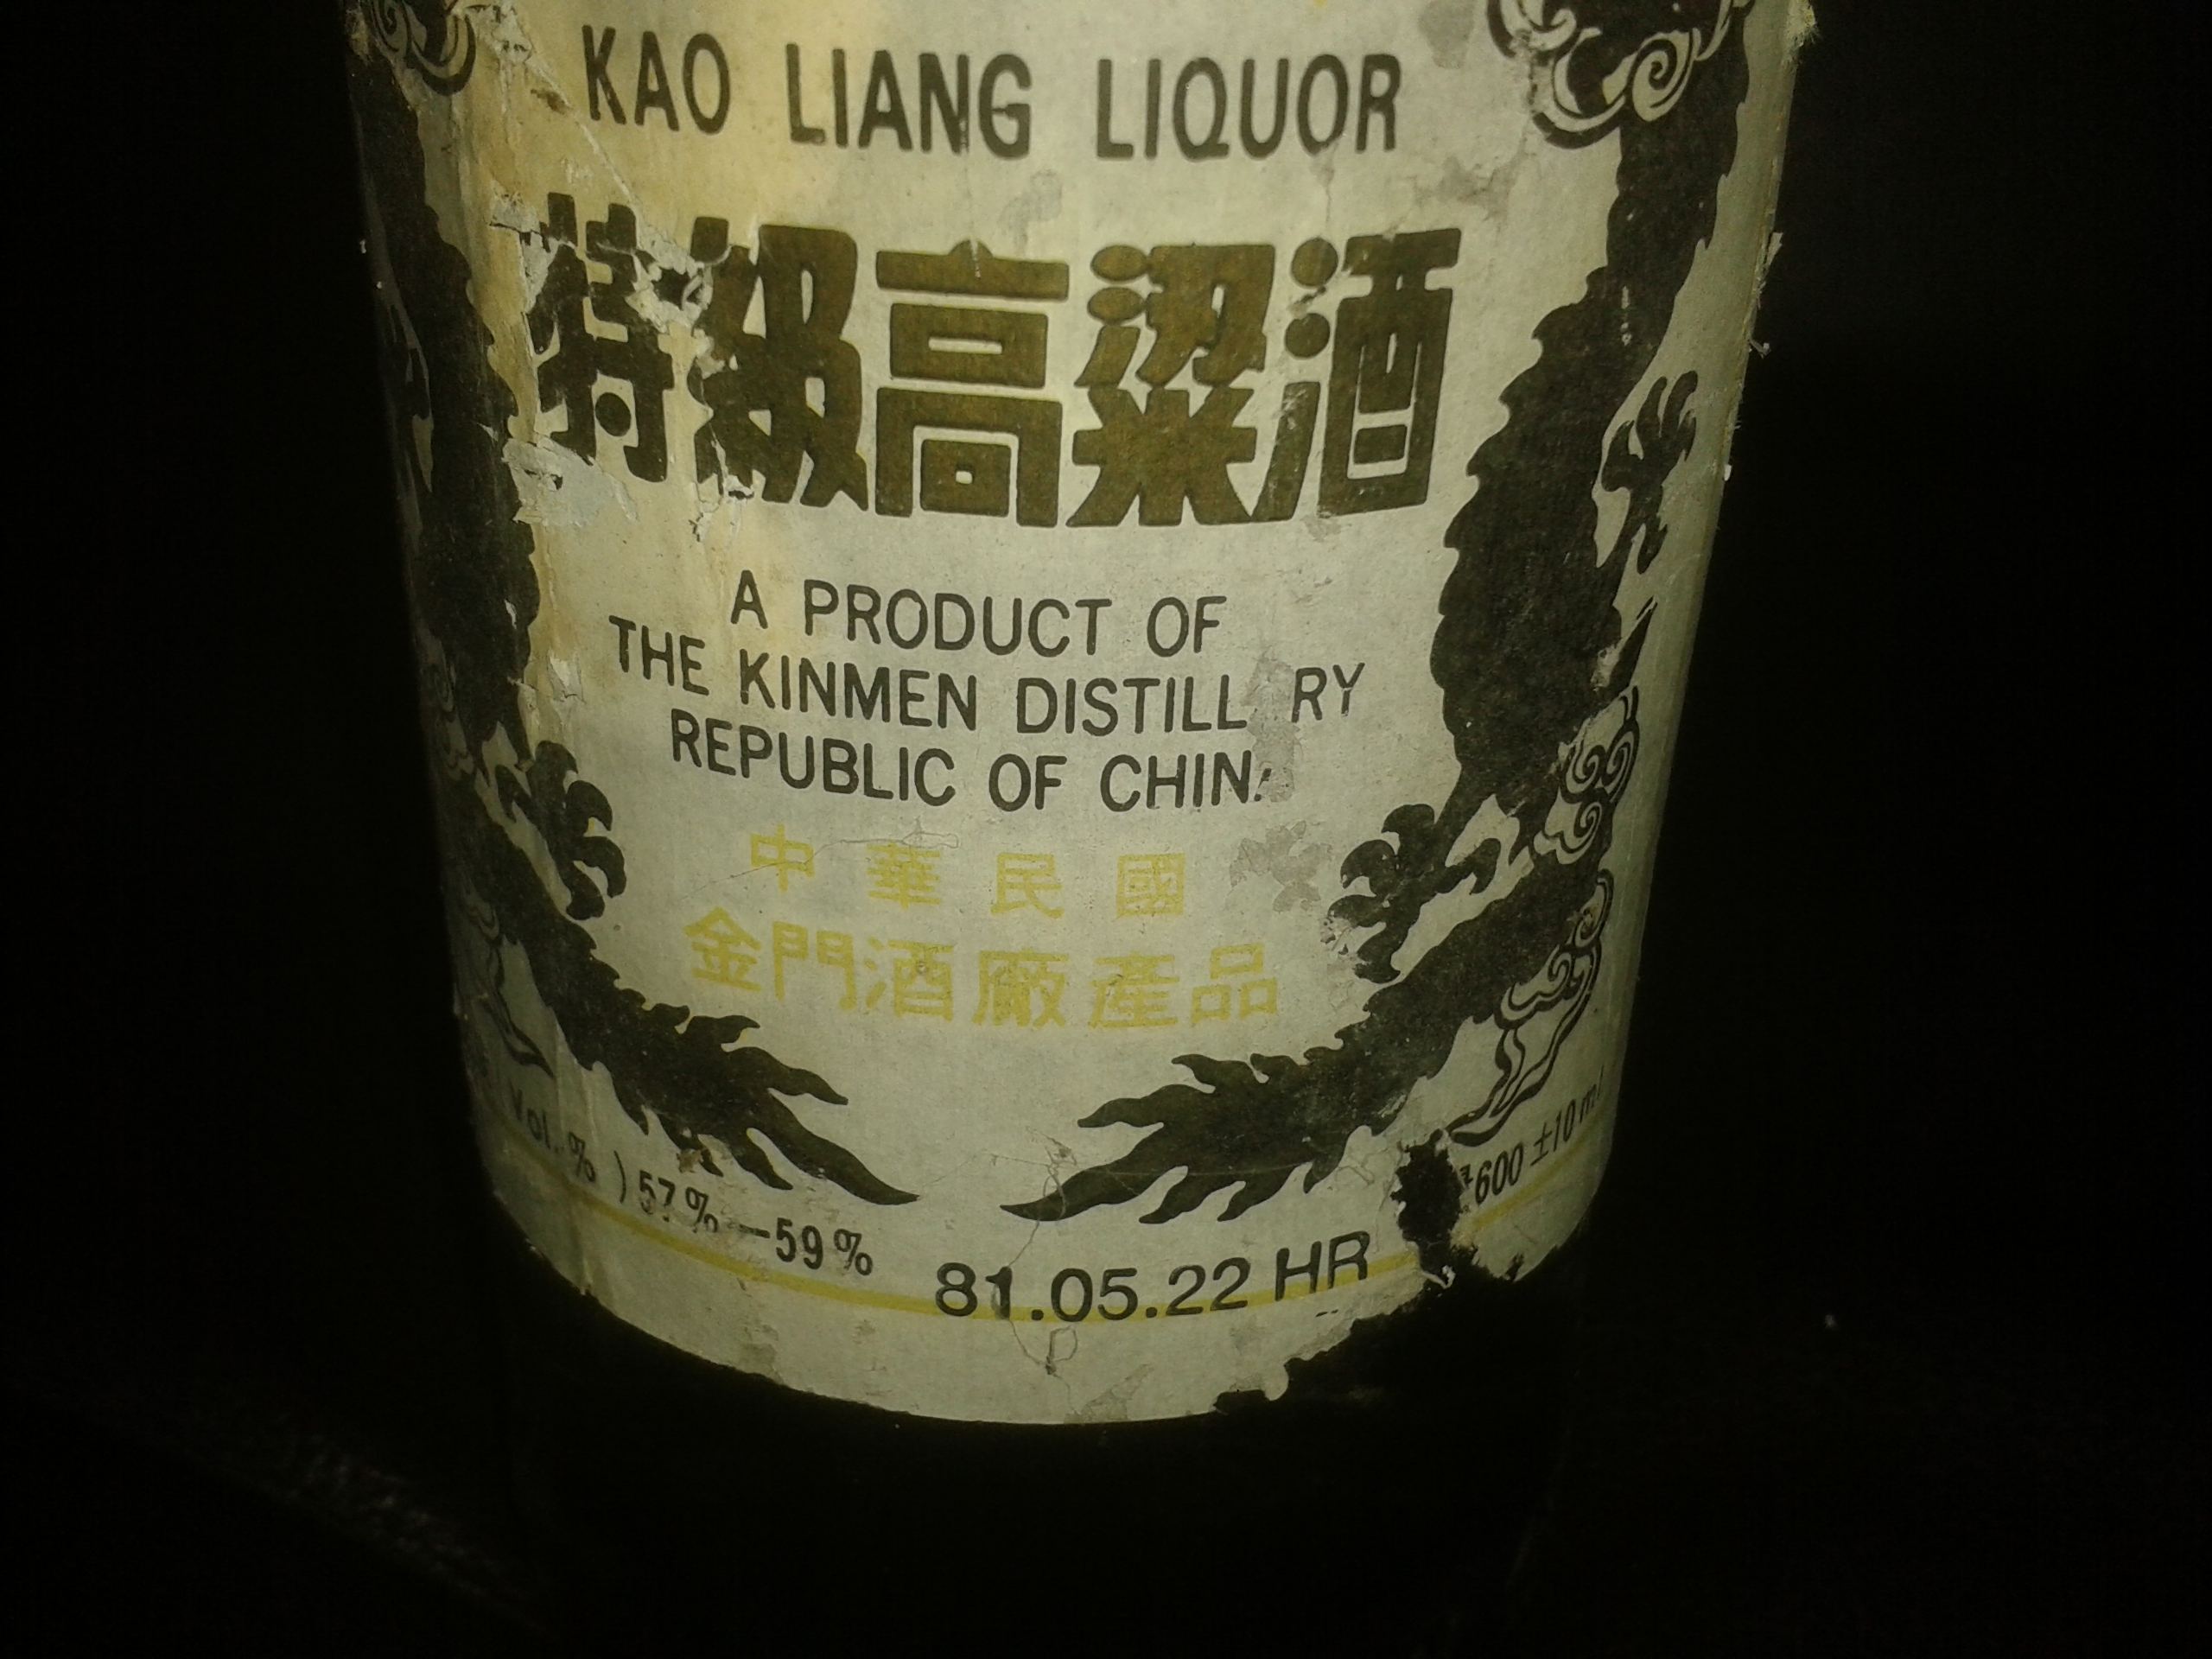 KAO LIANG LIQUOR
特級高粱酒
A PRODUCT OF
THE KINMEN DISTILL RY
REPUBLIC OF CHIN
中華民國
金門酒廠產品
Vol.%)57%-59%
600±10ml
81.05.22 HR